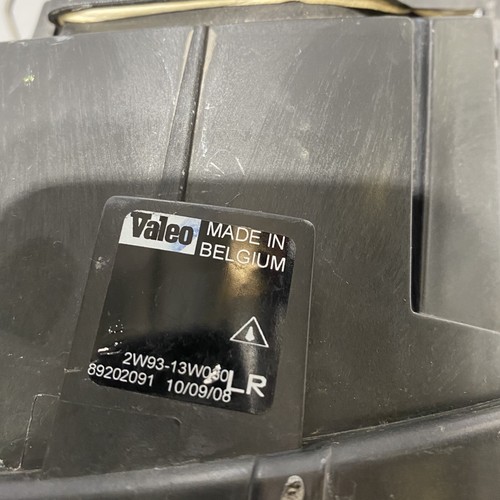 Valeo
MADE IN
BELGIUM
2W93-13W030
89202091 10/09/08
LR